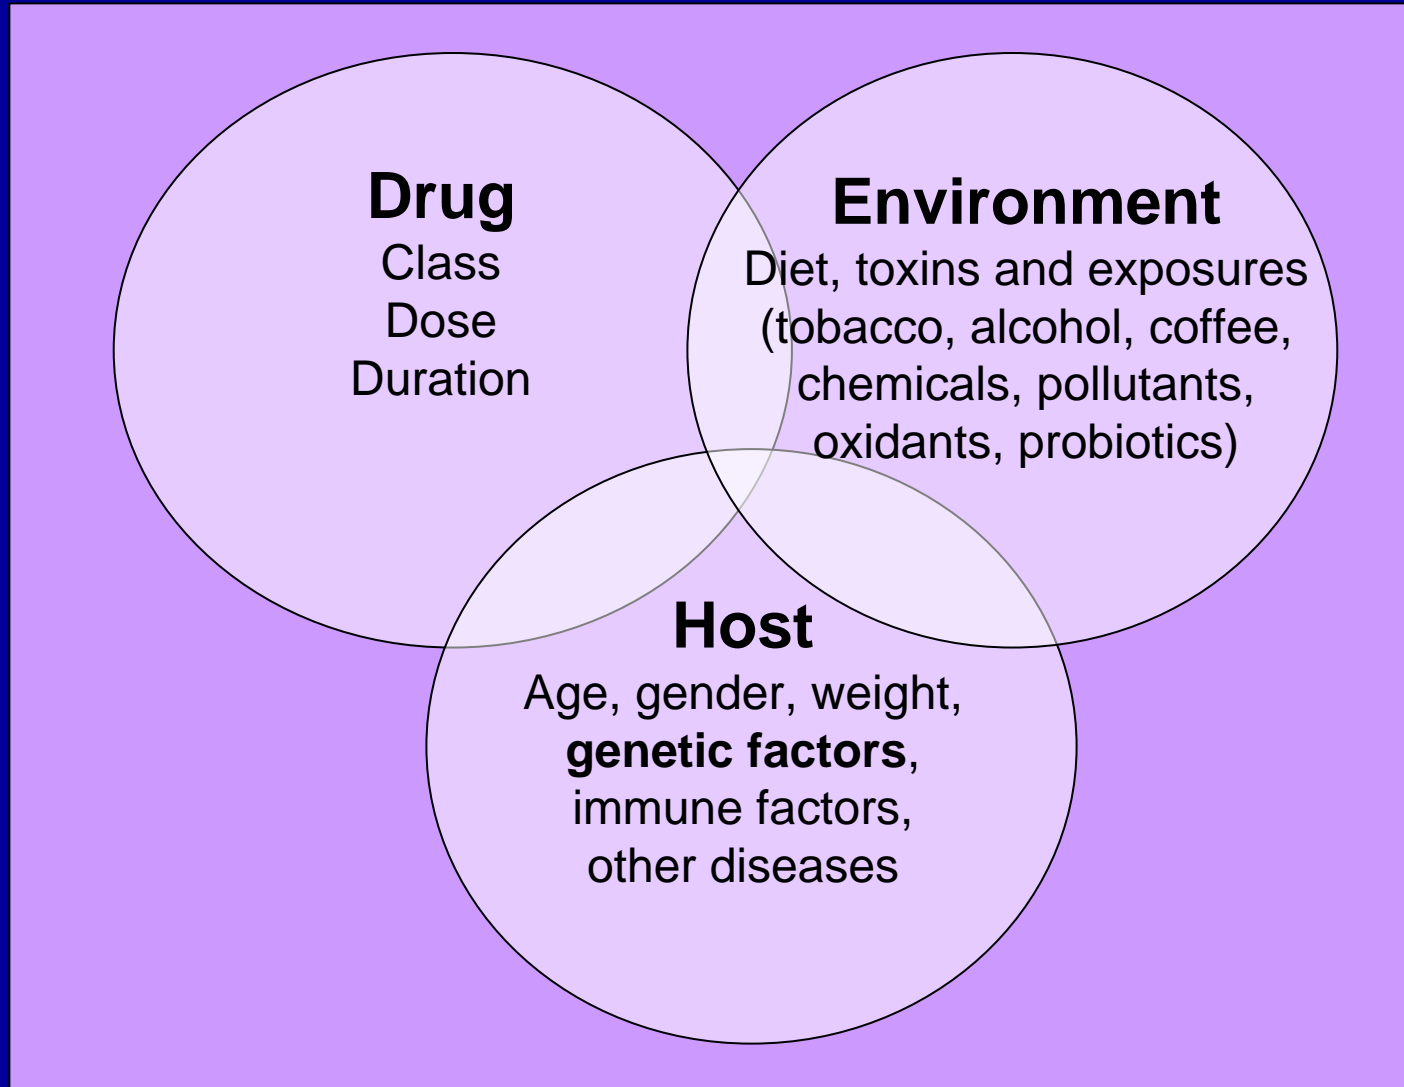 Drug
Class
Dose
Duration
Environment
Diet, toxins and exposures
(tobacco, alcohol, coffee,
chemicals, pollutants,
oxidants, probiotics)
Host
Age, gender, weight,
genetic factors,
immune factors,
other diseases